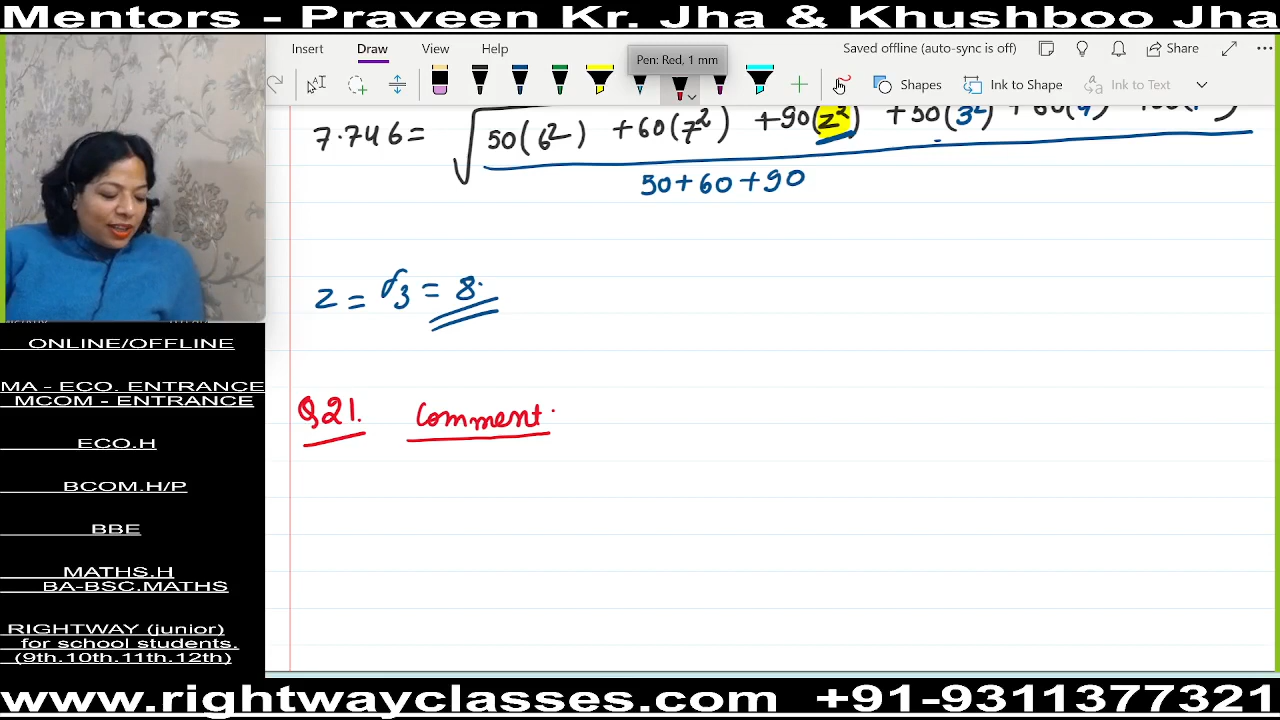 Mentors - Praveen Kr. Jha & Khushboo Jha
Insert Draw View Help Saved offline (auto-sync is off) Share
Pen: Red, 1 mm
Shapes Ink to Shape Ink to Text
7.746 = √ 50(6²) + 60(7²) + 90(z²) + 50(3²)
50+60+90
z = σ₃ = 8.
Q21. Comment.
ONLINE/OFFLINE
MA - ECO. ENTRANCE
MCOM - ENTRANCE
ECO.H
BCOM.H/P
BBE
MATHS.H
BA-BSC.MATHS
RIGHTWAY (junior)
for school students.
(9th.10th.11th.12th)
www.rightwayclasses.com +91-9311377321